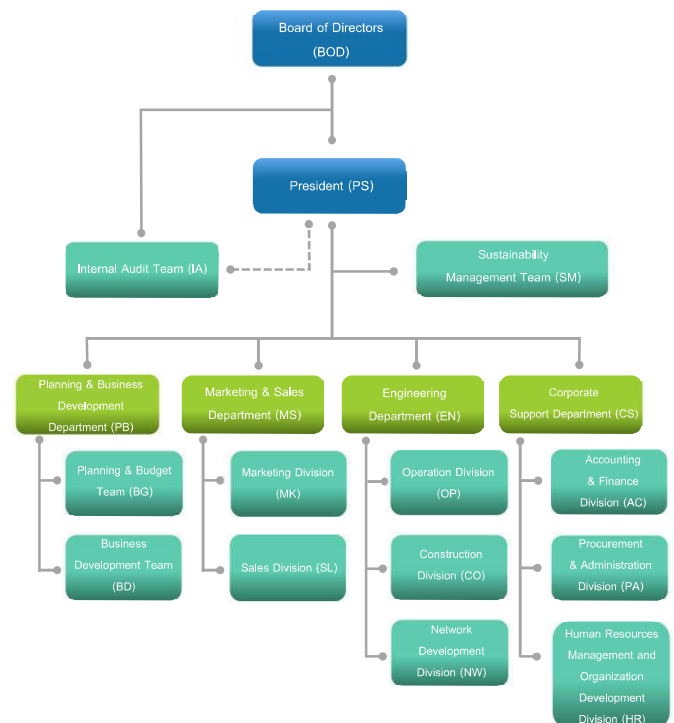 Board of Directors
(BOD)
President (PS)
Internal Audit Team (IA)
Sustainability
Management Team (SM)
Planning & Business
Development
Department (PB)
Marketing & Sales
Department (MS)
Engineering
Department (EN)
Corporate
Support Department (CS)
Planning & Budget
Team (BG)
Business
Development Team
(BD)
Marketing Division
(MK)
Sales Division (SL)
Operation Division
(OP)
Construction
Division (CO)
Network
Development
Division (NW)
Accounting
& Finance
Division (AC)
Procurement
& Administration
Division (PA)
Human Resources
Management and
Organization
Development
Division (HR)